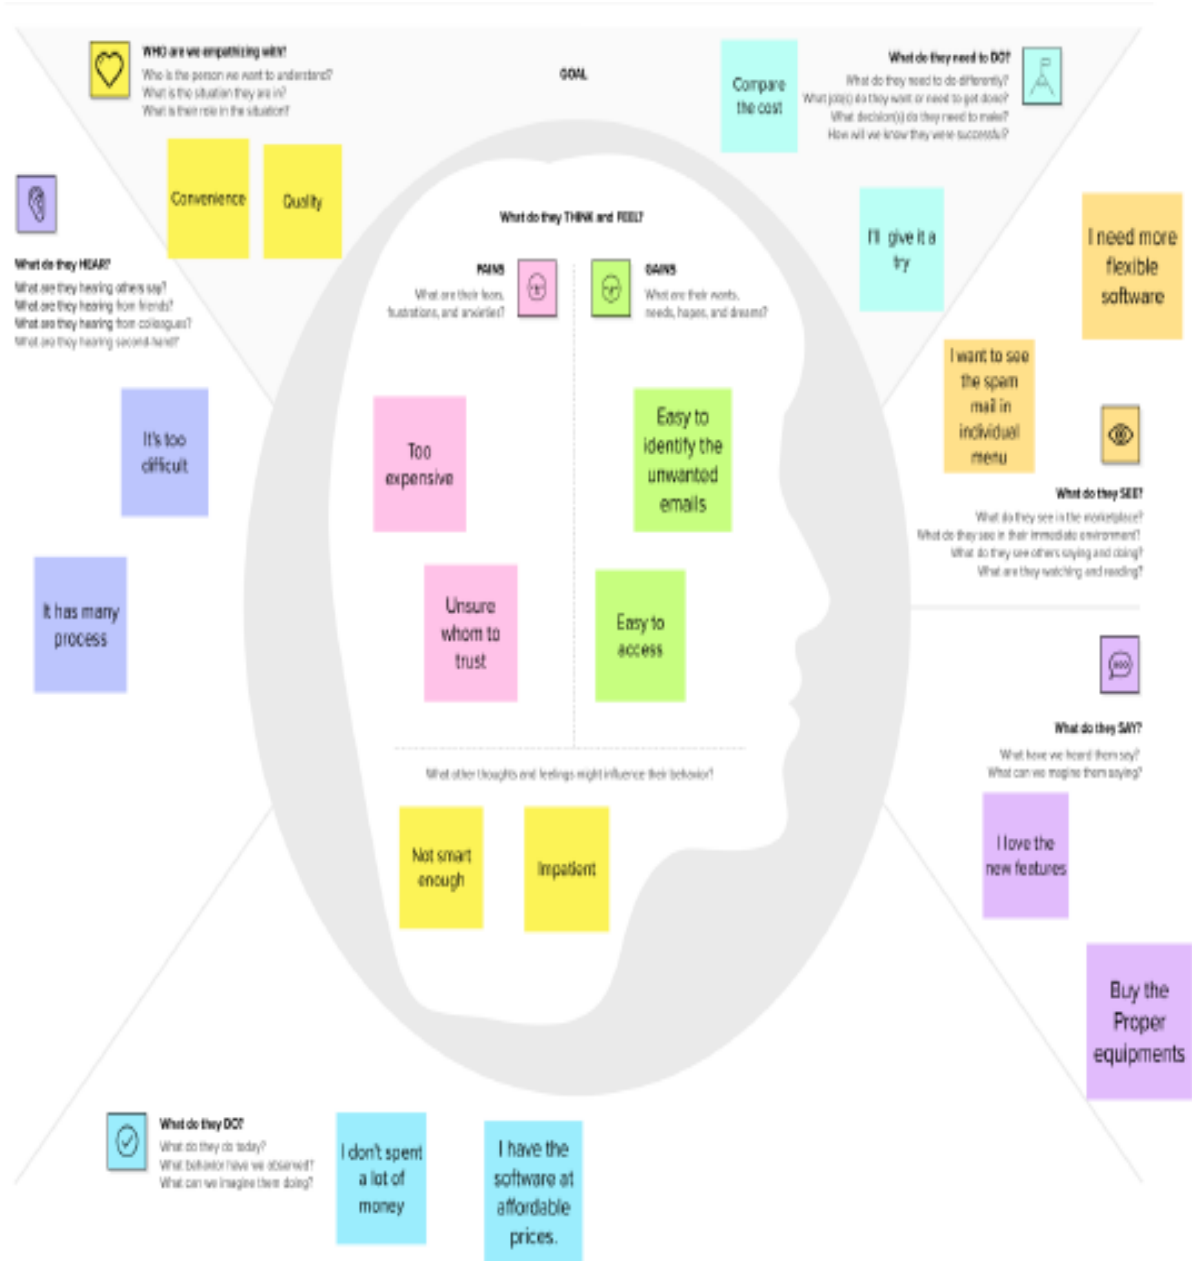 WHO are we empathizing with?
Who is the person we want to understand?
What is the situation they are in?
What is their role in the situation?
Convenience
Quality
GOAL
Compare
the cost
What do they need to DO?
What do they need to do differently?
What job(s) do they want or need to get done?
What decision(s) do they need to make?
How will we know they were successful?
I'll give it a
try
What do they HEAR?
What are they hearing others say?
What are they hearing from friends?
What are they hearing from colleagues?
What are they hearing second-hand?
It's too
difficult
It has many
process
What do they THINK and FEEL?
PAINS
What are their fears,
frustrations, and anxieties?
GAINS
What are their wants,
needs, hopes, and dreams?
Too
expensive
Unsure
whom to
trust
Easy to
identify the
unwanted
emails
Easy to
access
What other thoughts and feelings might influence their behavior?
Not smart
enough
Impatient
I need more
flexible
software
I want to see
the spam
mail in
individual
menu
What do they SEE?
What do they see in the marketplace?
What do they see in their immediate environment?
What do they see others saying and doing?
What are they watching and reading?
What do they SAY?
What have we heard them say?
What can we magine them saying?
I love the
new features
Buy the
Proper
equipments
What do they DO?
What do they do today?
What behavior have we observed?
What can we imagine them doing?
I don't spent
a lot of
money
I have the
software at
affordable
prices.